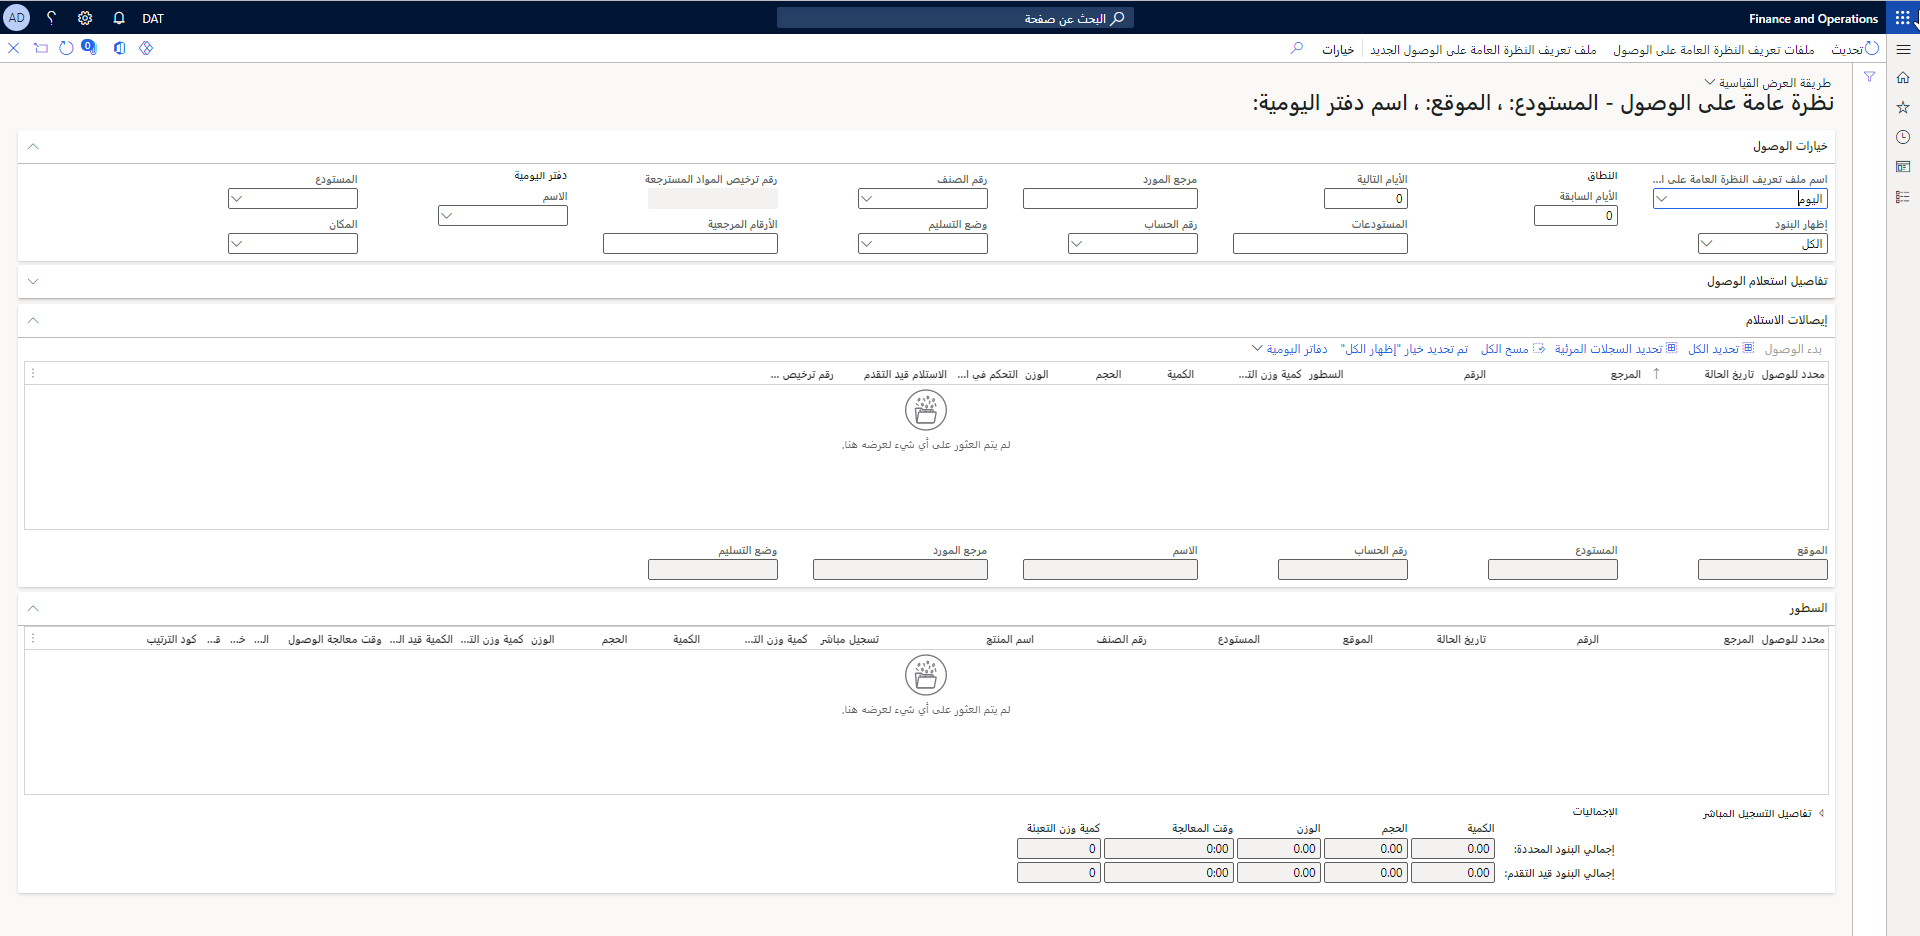 Finance and Operations
البحث عن صفحة
DAT
AD
تحديث
ملفات تعريف النظرة العامة على الوصول
ملف تعريف النظرة العامة على الوصول الجديد
خيارات
0
طريقة العرض القياسية
نظرة عامة على الوصول - المستودع: ، الموقع: ، اسم دفتر اليومية:
خيارات الوصول
اسم ملف تعريف النظرة العامة على ا...
اليوم
إظهار البنود
الكل
النطاق
الأيام السابقة
0
الأيام التالية
0
المستودعات
مرجع المورد
رقم الحساب
رقم الصنف
وضع التسليم
رقم ترخيص المواد المسترجعة
الأرقام المرجعية
دفتر اليومية
الاسم
المستودع
المكان
تفاصيل استعلام الوصول
إيصالات الاستلام
بدء الوصول
تحديد الكل
تحديد السجلات المرئية
مسح الكل
تم تحديد خيار "إظهار الكل"
دفاتر اليومية
محدد للوصول تاريخ الحالة المرجع الرقم السطور كمية وزن الت... الكمية الحجم الوزن التحكم في ا... الاستلام قيد التقدم رقم ترخيص ...
لم يتم العثور على أي شيء لعرضه هنا.
الموقع المستودع رقم الحساب الاسم مرجع المورد وضع التسليم
السطور
محدد للوصول المرجع الرقم تاريخ الحالة الموقع المستودع رقم الصنف اسم المنتج تسجيل مباشر كمية وزن الت... الكمية الحجم الوزن كمية وزن الت... الكمية قيد ال... وقت معالجة الوصول ال... خ... ق... كود الترتيب
لم يتم العثور على أي شيء لعرضه هنا.
تفاصيل التسجيل المباشر
الإجماليات
الكمية الحجم الوزن وقت المعالجة كمية وزن التعبئة
إجمالي البنود المحددة: 0.00 0.00 0.00 0:00 0
إجمالي البنود قيد التقدم: 0.00 0.00 0.00 0:00 0